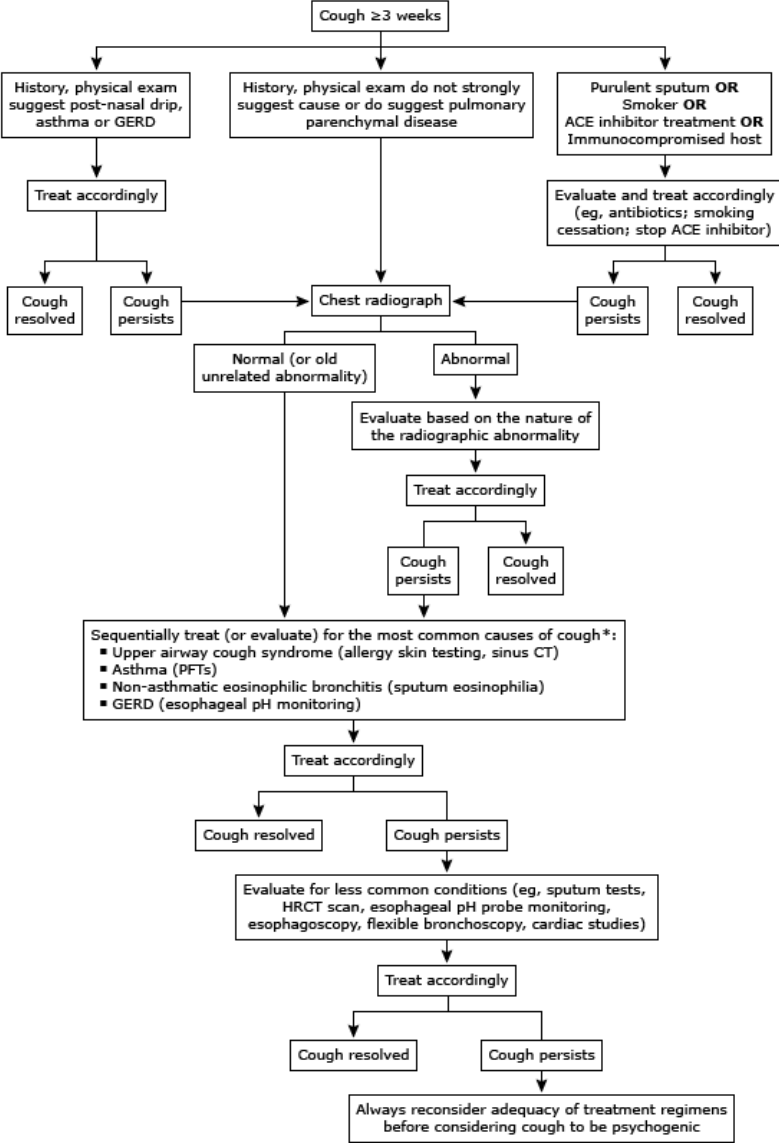 Cough ≥3 weeks
History, physical exam
suggest post-nasal drip,
asthma or GERD
History, physical exam do not strongly
suggest cause or do suggest pulmonary
parenchymal disease
Purulent sputum OR
Smoker OR
ACE inhibitor treatment OR
Immunocompromised host
Treat accordingly
Evaluate and treat accordingly
(eg, antibiotics; smoking
cessation; stop ACE inhibitor)
Cough
resolved
Cough
persists
Chest radiograph
Cough
persists
Cough
resolved
Normal (or old
unrelated abnormality)
Abnormal
Evaluate based on the nature of
the radiographic abnormality
Treat accordingly
Cough
persists
Cough
resolved
Sequentially treat (or evaluate) for the most common causes of cough*:
▪ Upper airway cough syndrome (allergy skin testing, sinus CT)
▪ Asthma (PFTs)
▪ Non-asthmatic eosinophilic bronchitis (sputum eosinophilia)
▪ GERD (esophageal pH monitoring)
Treat accordingly
Cough resolved
Cough persists
Evaluate for less common conditions (eg, sputum tests,
HRCT scan, esophageal pH probe monitoring,
esophagoscopy, flexible bronchoscopy, cardiac studies)
Treat accordingly
Cough resolved
Cough persists
Always reconsider adequacy of treatment regimens
before considering cough to be psychogenic